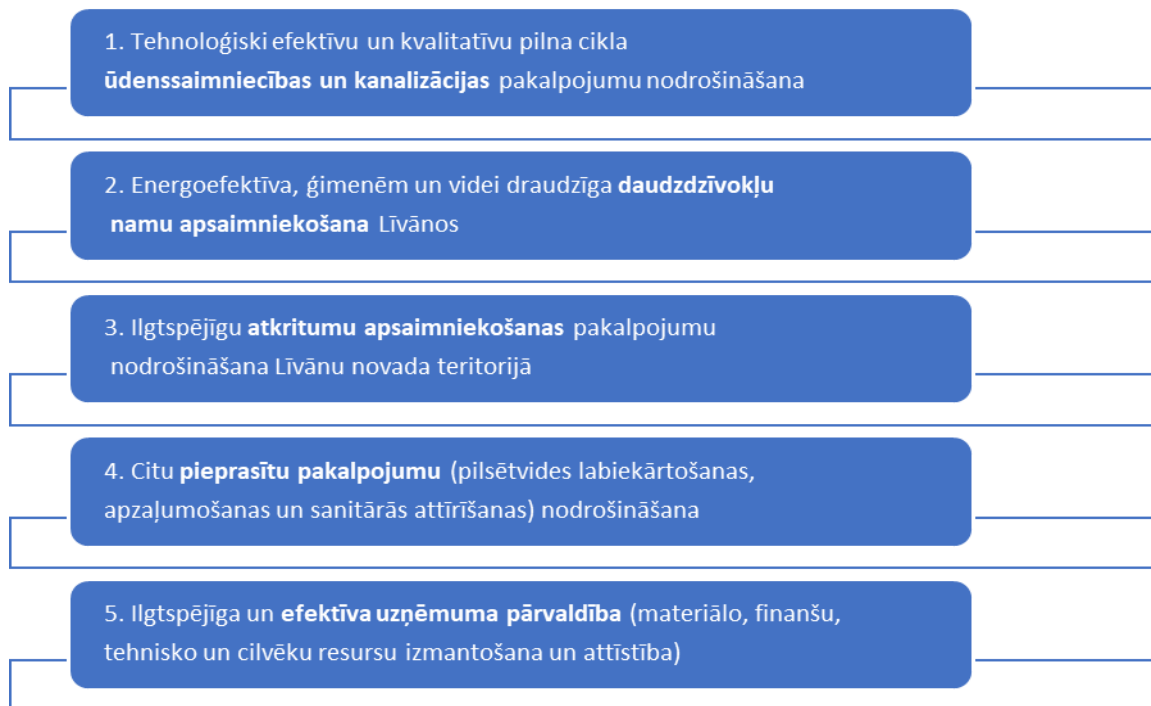 1. Tehnoloģiski efektīvu un kvalitatīvu pilna cikla
ūdenssaimniecības un kanalizācijas pakalpojumu nodrošināšana
2. Energoefektīva, ģimenēm un videi draudzīga daudzdzīvokļu
namu apsaimniekošana Līvānos
3. Ilgtspējīgu atkritumu apsaimniekošanas pakalpojumu
nodrošināšana Līvānu novada teritorijā
4. Citu pieprasītu pakalpojumu (pilsētvides labiekārtošanas,
apzaļumošanas un sanitārās attīrīšanas) nodrošināšana
5. Ilgtspējīga un efektīva uzņēmuma pārvaldība (materiālo, finanšu,
tehnisko un cilvēku resursu izmantošana un attīstība)